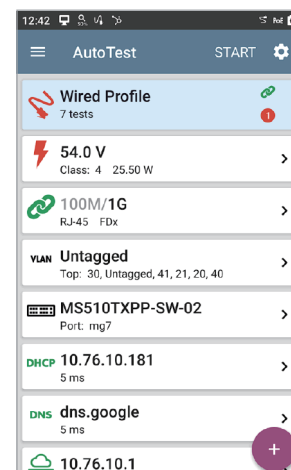 12:42
AutoTest START
Wired Profile
7 tests
1
54.0 V
Class: 4 25.50 W
100M/1G
RJ-45 FDx
VLAN Untagged
Top: 30, Untagged, 41, 21, 20, 40
MS510TXPP-SW-02
Port: mg7
DHCP 10.76.10.181
5 ms
DNS dns.google
5 ms
10.76.10.1
+